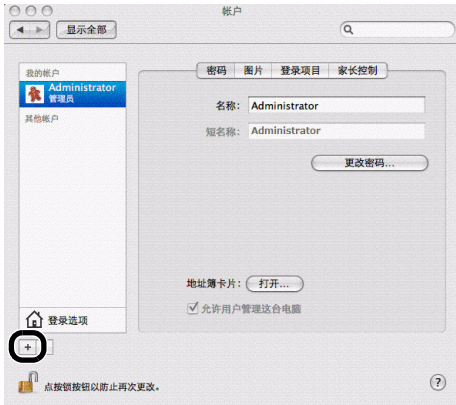 帐户
显示全部
我的帐户
Administrator
管理员
其他帐户
登录选项
+
密码 图片 登录项目 家长控制
名称: Administrator
短名称: Administrator
更改密码...
地址簿卡片: 打开...
允许用户管理这台电脑
点按锁按钮以防止再次更改。
?